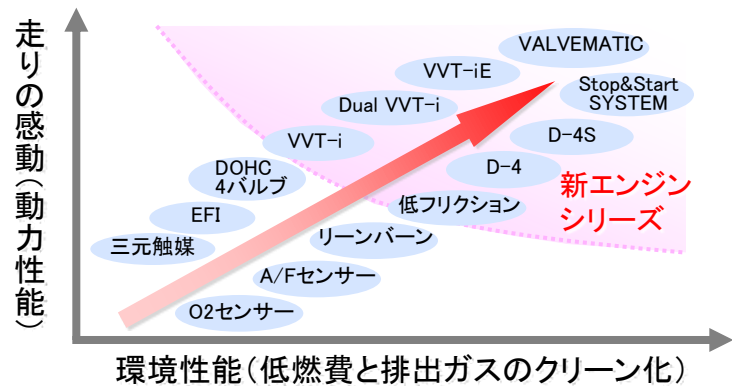 走りの感動(動力性能)
VALVEMATIC
VVT-iE
Stop&Start
SYSTEM
Dual VVT-i
D-4S
VVT-i
D-4
DOHC
4バルブ
新エンジン
シリーズ
低フリクション
EFI
リーンバーン
三元触媒
A/Fセンサー
O2センサー
環境性能(低燃費と排出ガスのクリーン化)